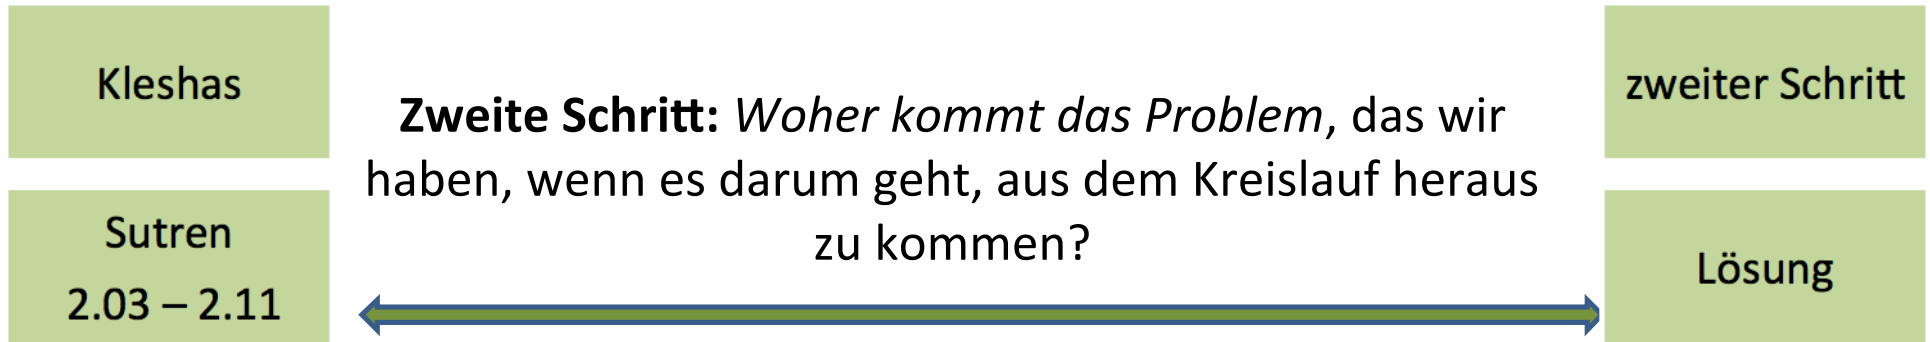 Kleshas
Sutren
2.03 – 2.11
Zweite Schritt: Woher kommt das Problem, das wir
haben, wenn es darum geht, aus dem Kreislauf heraus
zu kommen?
zweiter Schritt
Lösung